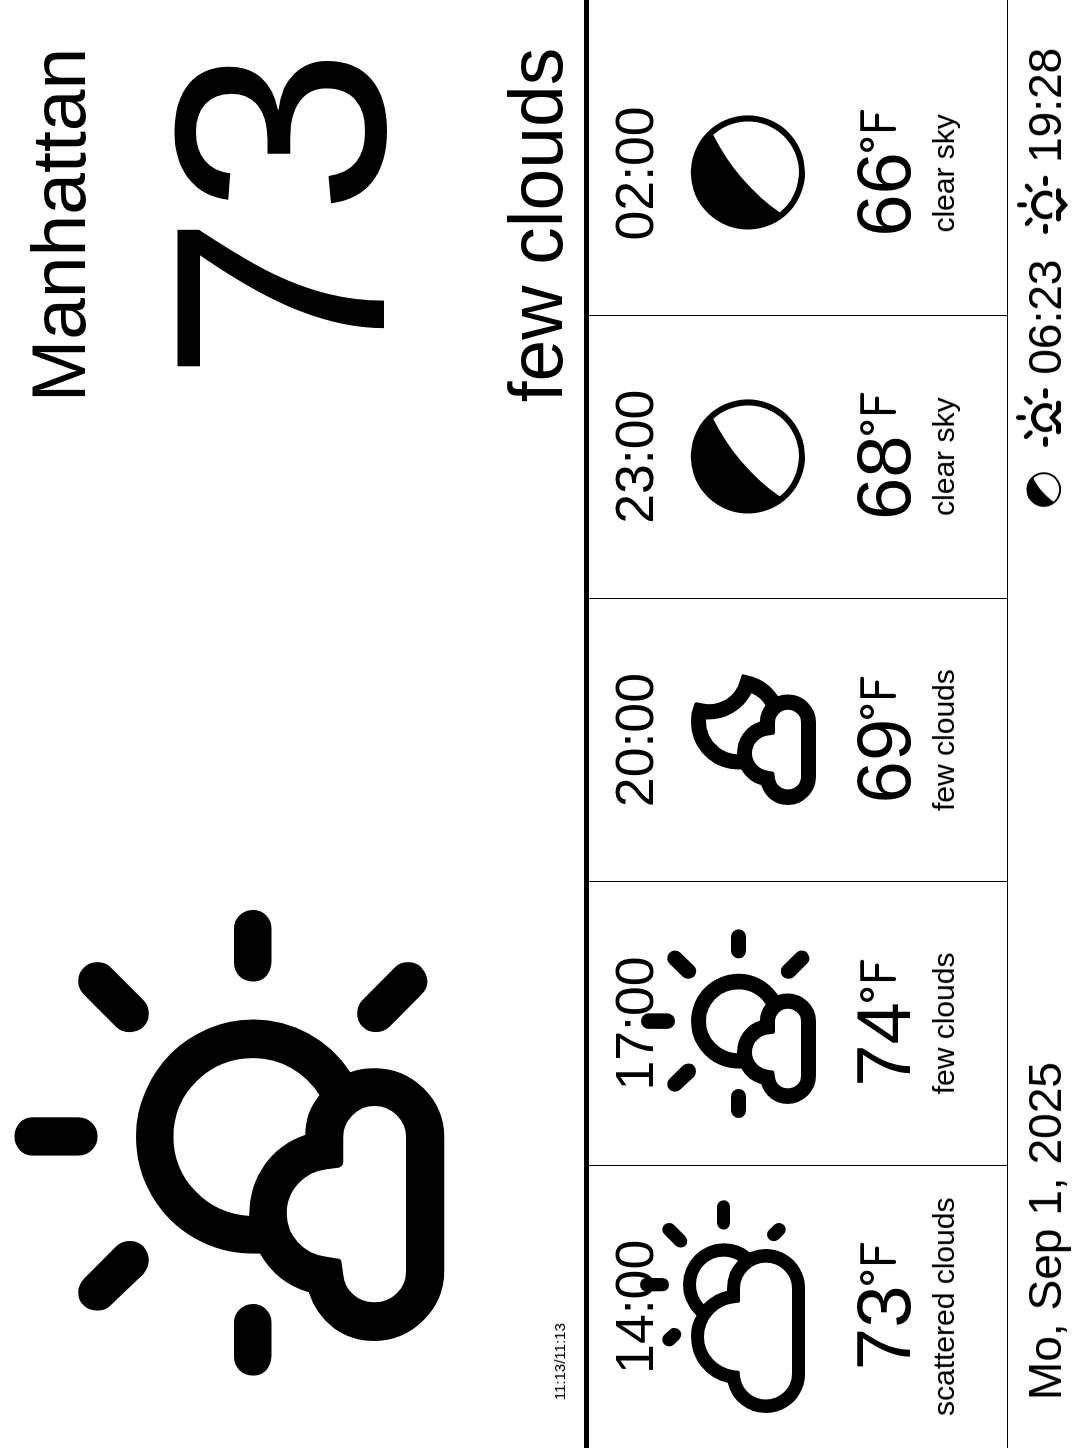 Manhattan
73
few clouds
11:13/11:13
14:00
73°F
scattered clouds
17:00
74°F
few clouds
20:00
69°F
few clouds
23:00
68°F
clear sky
02:00
66°F
clear sky
Mo, Sep 1, 2025
06:23 19:28